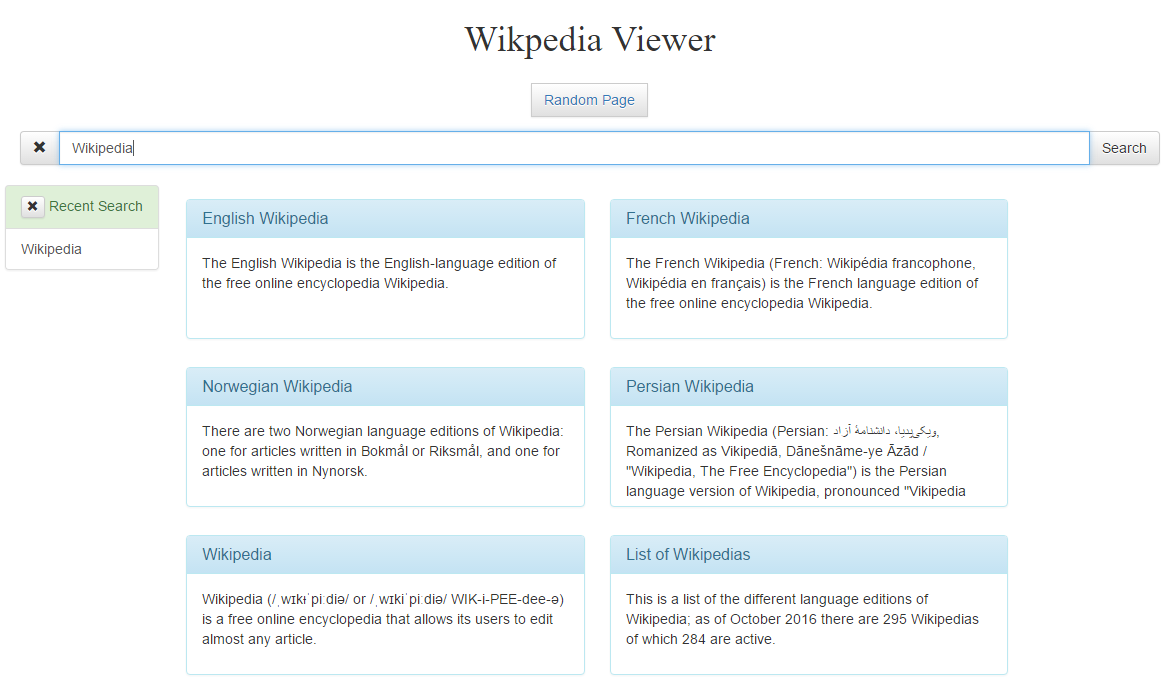 Wikpedia Viewer
Random Page
Wikipedia
Search
Recent Search
Wikipedia
English Wikipedia
The English Wikipedia is the English-language edition of
the free online encyclopedia Wikipedia.
French Wikipedia
The French Wikipedia (French: Wikipédia francophone,
Wikipédia en français) is the French language edition of
the free online encyclopedia Wikipedia.
Norwegian Wikipedia
There are two Norwegian language editions of Wikipedia:
one for articles written in Bokmål or Riksmål, and one for
articles written in Nynorsk.
Persian Wikipedia
The Persian Wikipedia (Persian: ویکی‌پدیا، دانشنامهٔ آزاد,
Romanized as Vikipediā, Dānešnāme-ye Āzād /
"Wikipedia, The Free Encyclopedia") is the Persian
language version of Wikipedia, pronounced "Vikipedia
Wikipedia
Wikipedia (/ˌwɪkɨˈpiːdiə/ or /ˌwɪkiˈpiːdiə/ WIK-i-PEE-dee-ə)
is a free online encyclopedia that allows its users to edit
almost any article.
List of Wikipedias
This is a list of the different language editions of
Wikipedia; as of October 2016 there are 295 Wikipedias
of which 284 are active.